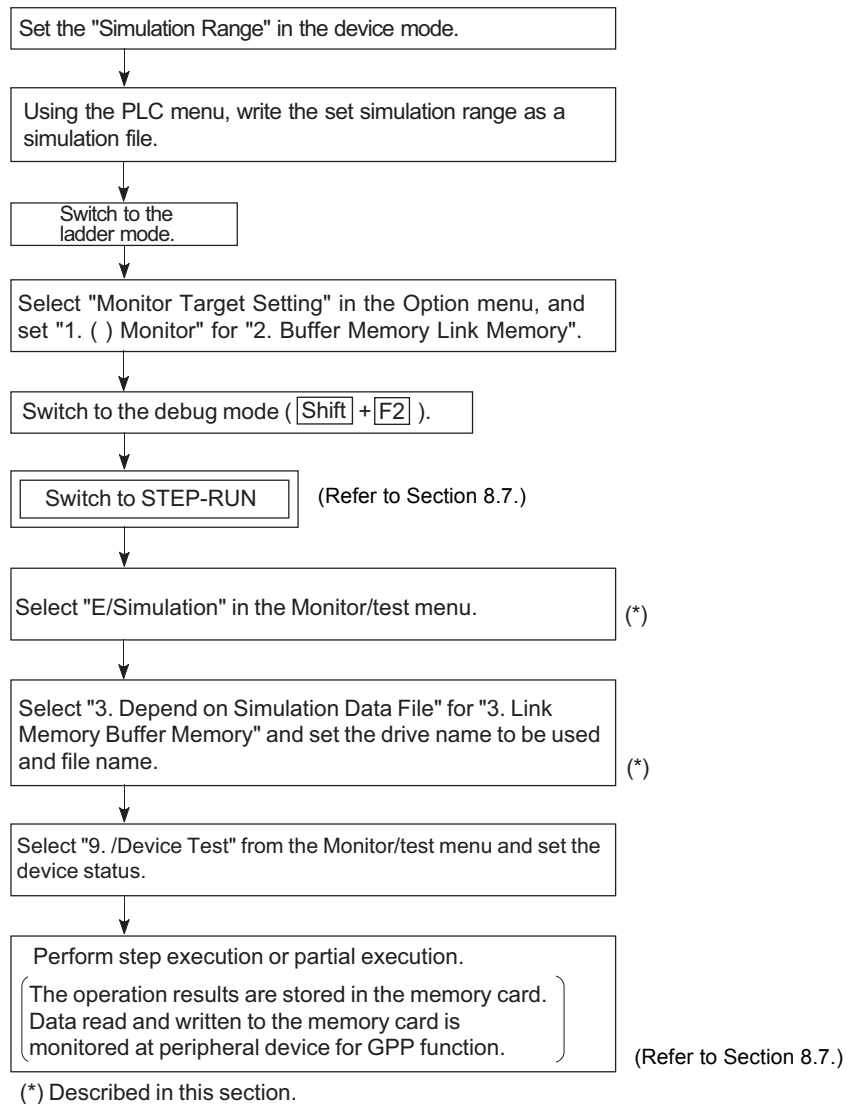 Set the "Simulation Range" in the device mode.
Using the PLC menu, write the set simulation range as a
simulation file.
Switch to the
ladder mode.
Select "Monitor Target Setting" in the Option menu, and
set "1. ( ) Monitor" for "2. Buffer Memory Link Memory".
Switch to the debug mode ( Shift + F2 ).
Switch to STEP-RUN (Refer to Section 8.7.)
Select "E/Simulation" in the Monitor/test menu. (*)
Select "3. Depend on Simulation Data File" for "3. Link
Memory Buffer Memory" and set the drive name to be used
and file name. (*)
Select "9. /Device Test" from the Monitor/test menu and set the
device status.
Perform step execution or partial execution.
The operation results are stored in the memory card.
Data read and written to the memory card is
monitored at peripheral device for GPP function. (Refer to Section 8.7.)
(*) Described in this section.